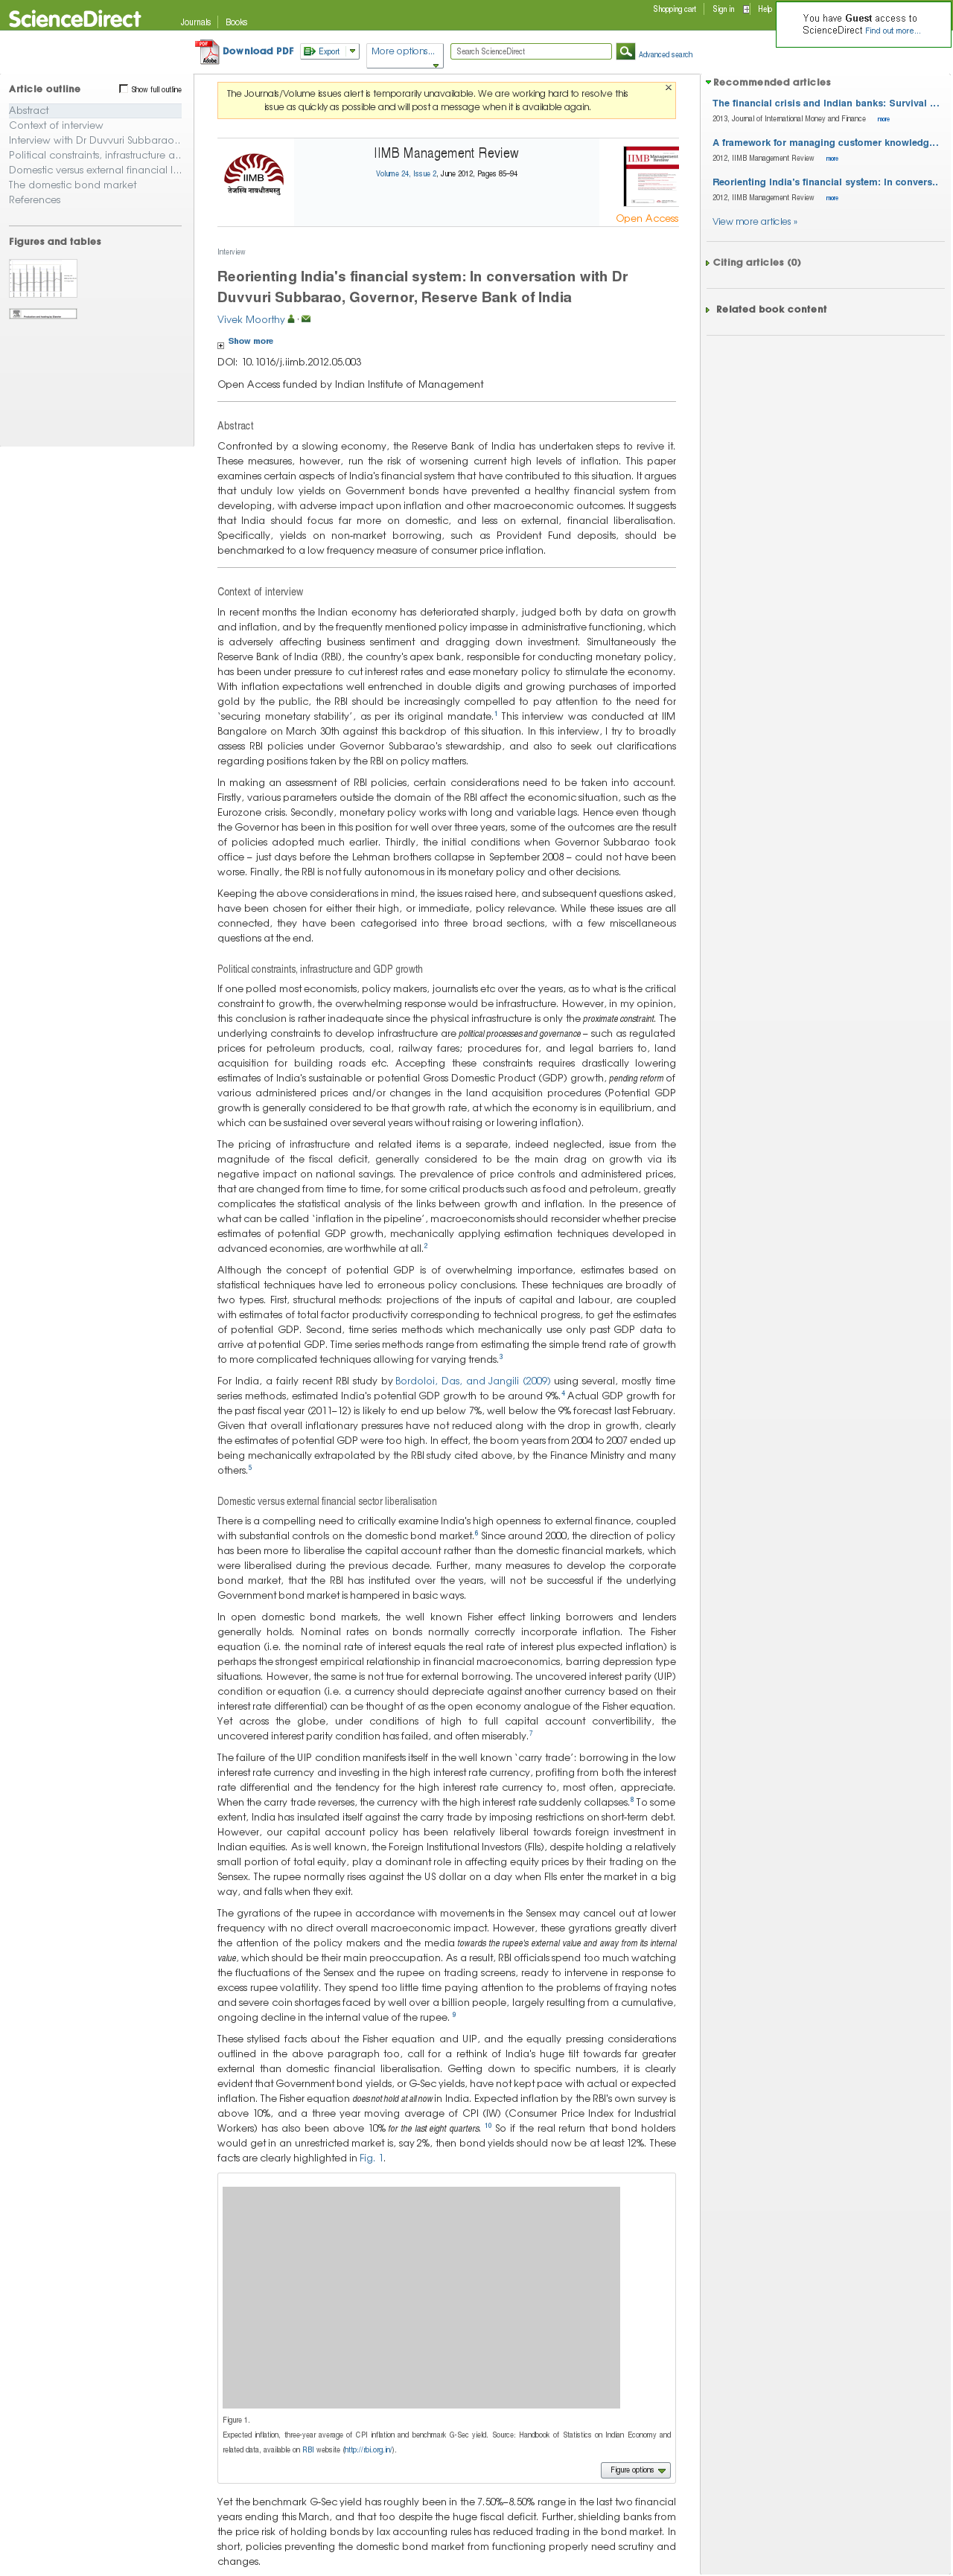 ScienceDirect
Journals
Books
Shopping cart
Sign in
Help
You have Guest access to
ScienceDirect Find out more...
Download PDF
Export
More options...
Search ScienceDirect
Advanced search
Article outline
Show full outline
Abstract
Context of interview
Interview with Dr Duvvuri Subbarao...
Political constraints, infrastructure a...
Domestic versus external financial l...
The domestic bond market
References
Figures and tables
The Journals/Volume issues alert is temporarily unavailable. We are working hard to resolve this
issue as quickly as possible and will post a message when it is available again.
IIMB
तेजस्वि नावधीतमस्तु
IIMB Management Review
Volume 24, Issue 2, June 2012, Pages 85–94
Open Access
Interview
Reorienting India's financial system: In conversation with Dr
Duvvuri Subbarao, Governor, Reserve Bank of India
Vivek Moorthy
Show more
DOI: 10.1016/j.iimb.2012.05.003
Open Access funded by Indian Institute of Management
Abstract
Confronted by a slowing economy, the Reserve Bank of India has undertaken steps to revive it.
These measures, however, run the risk of worsening current high levels of inflation. This paper
examines certain aspects of India's financial system that have contributed to this situation. It argues
that unduly low yields on Government bonds have prevented a healthy financial system from
developing, with adverse impact upon inflation and other macroeconomic outcomes. It suggests
that India should focus far more on domestic, and less on external, financial liberalisation.
Specifically, yields on non-market borrowing, such as Provident Fund deposits, should be
benchmarked to a low frequency measure of consumer price inflation.
Context of interview
In recent months the Indian economy has deteriorated sharply, judged both by data on growth
and inflation, and by the frequently mentioned policy impasse in administrative functioning, which
is adversely affecting business sentiment and dragging down investment. Simultaneously the
Reserve Bank of India (RBI), the country's apex bank, responsible for conducting monetary policy,
has been under pressure to cut interest rates and ease monetary policy to stimulate the economy.
With inflation expectations well entrenched in double digits and growing purchases of imported
gold by the public, the RBI should be increasingly compelled to pay attention to the need for
‘securing monetary stability’, as per its original mandate.1 This interview was conducted at IIM
Bangalore on March 30th against this backdrop of this situation. In this interview, I try to broadly
assess RBI policies under Governor Subbarao's stewardship, and also to seek out clarifications
regarding positions taken by the RBI on policy matters.
In making an assessment of RBI policies, certain considerations need to be taken into account.
Firstly, various parameters outside the domain of the RBI affect the economic situation, such as the
Eurozone crisis. Secondly, monetary policy works with long and variable lags. Hence even though
the Governor has been in this position for well over three years, some of the outcomes are the result
of policies adopted much earlier. Thirdly, the initial conditions when Governor Subbarao took
office – just days before the Lehman brothers collapse in September 2008 – could not have been
worse. Finally, the RBI is not fully autonomous in its monetary policy and other decisions.
Keeping the above considerations in mind, the issues raised here, and subsequent questions asked,
have been chosen for either their high, or immediate, policy relevance. While these issues are all
connected, they have been categorised into three broad sections, with a few miscellaneous
questions at the end.
Political constraints, infrastructure and GDP growth
If one polled most economists, policy makers, journalists etc over the years, as to what is the critical
constraint to growth, the overwhelming response would be infrastructure. However, in my opinion,
this conclusion is rather inadequate since the physical infrastructure is only the proximate constraint. The
underlying constraints to develop infrastructure are political processes and governance – such as regulated
prices for petroleum products, coal, railway fares; procedures for, and legal barriers to, land
acquisition for building roads etc. Accepting these constraints requires drastically lowering
estimates of India's sustainable or potential Gross Domestic Product (GDP) growth, pending reform of
various administered prices and/or changes in the land acquisition procedures (Potential GDP
growth is generally considered to be that growth rate, at which the economy is in equilibrium, and
which can be sustained over several years without raising or lowering inflation).
The pricing of infrastructure and related items is a separate, indeed neglected, issue from the
magnitude of the fiscal deficit, generally considered to be the main drag on growth via its
negative impact on national savings. The prevalence of price controls and administered prices,
that are changed from time to time, for some critical products such as food and petroleum, greatly
complicates the statistical analysis of the links between growth and inflation. In the presence of
what can be called ‘inflation in the pipeline’, macroeconomists should reconsider whether precise
estimates of potential GDP growth, mechanically applying estimation techniques developed in
advanced economies, are worthwhile at all.2
Although the concept of potential GDP is of overwhelming importance, estimates based on
statistical techniques have led to erroneous policy conclusions. These techniques are broadly of
two types. First, structural methods: projections of the inputs of capital and labour, are coupled
with estimates of total factor productivity corresponding to technical progress, to get the estimates
of potential GDP. Second, time series methods which mechanically use only past GDP data to
arrive at potential GDP. Time series methods range from estimating the simple trend rate of growth
to more complicated techniques allowing for varying trends.3
For India, a fairly recent RBI study by Bordoloi, Das, and Jangili (2009) using several, mostly time
series methods, estimated India's potential GDP growth to be around 9%.4 Actual GDP growth for
the past fiscal year (2011–12) is likely to end up below 7%, well below the 9% forecast last February.
Given that overall inflationary pressures have not reduced along with the drop in growth, clearly
the estimates of potential GDP were too high. In effect, the boom years from 2004 to 2007 ended up
being mechanically extrapolated by the RBI study cited above, by the Finance Ministry and many
others.5
Domestic versus external financial sector liberalisation
There is a compelling need to critically examine India's high openness to external finance, coupled
with substantial controls on the domestic bond market.6 Since around 2000, the direction of policy
has been more to liberalise the capital account rather than the domestic financial markets, which
were liberalised during the previous decade. Further, many measures to develop the corporate
bond market, that the RBI has instituted over the years, will not be successful if the underlying
Government bond market is hampered in basic ways.
In open domestic bond markets, the well known Fisher effect linking borrowers and lenders
generally holds. Nominal rates on bonds normally correctly incorporate inflation. The Fisher
equation (i.e. the nominal rate of interest equals the real rate of interest plus expected inflation) is
perhaps the strongest empirical relationship in financial macroeconomics, barring depression type
situations. However, the same is not true for external borrowing. The uncovered interest parity (UIP)
condition or equation (i.e. a currency should depreciate against another currency based on their
interest rate differential) can be thought of as the open economy analogue of the Fisher equation.
Yet across the globe, under conditions of high to full capital account convertibility, the
uncovered interest parity condition has failed, and often miserably.7
The failure of the UIP condition manifests itself in the well known ‘carry trade’: borrowing in the low
interest rate currency and investing in the high interest rate currency, profiting from both the interest
rate differential and the tendency for the high interest rate currency to, most often, appreciate.
When the carry trade reverses, the currency with the high interest rate suddenly collapses.8 To some
extent, India has insulated itself against the carry trade by imposing restrictions on short-term debt.
However, our capital account policy has been relatively liberal towards foreign investment in
Indian equities. As is well known, the Foreign Institutional Investors (FIIs), despite holding a relatively
small portion of total equity, play a dominant role in affecting equity prices by their trading on the
Sensex. The rupee normally rises against the US dollar on a day when FIIs enter the market in a big
way, and falls when they exit.
The gyrations of the rupee in accordance with movements in the Sensex may cancel out at lower
frequency with no direct overall macroeconomic impact. However, these gyrations greatly divert
the attention of the policy makers and the media towards the rupee's external value and away from its internal
value, which should be their main preoccupation. As a result, RBI officials spend too much watching
the fluctuations of the Sensex and the rupee on trading screens, ready to intervene in response to
excess rupee volatility. They spend too little time paying attention to the problems of fraying notes
and severe coin shortages faced by well over a billion people, largely resulting from a cumulative,
ongoing decline in the internal value of the rupee. 9
These stylised facts about the Fisher equation and UIP, and the equally pressing considerations
outlined in the above paragraph too, call for a rethink of India's huge tilt towards far greater
external than domestic financial liberalisation. Getting down to specific numbers, it is clearly
evident that Government bond yields, or G-Sec yields, have not kept pace with actual or expected
inflation. The Fisher equation does not hold at all now in India. Expected inflation by the RBI's own survey is
above 10%, and a three year moving average of CPI (IW) (Consumer Price Index for Industrial
Workers) has also been above 10% for the last eight quarters. 10 So if the real return that bond holders
would get in an unrestricted market is, say 2%, then bond yields should now be at least 12%. These
facts are clearly highlighted in Fig. 1.
Figure 1.
Expected inflation, three-year average of CPI inflation and benchmark G-Sec yield. Source: Handbook of Statistics on Indian Economy and
related data, available on RBI website (http://rbi.org.in/).
Figure options
Yet the benchmark G-Sec yield has roughly been in the 7.50%–8.50% range in the last two financial
years ending this March, and that too despite the huge fiscal deficit. Further, shielding banks from
the price risk of holding bonds by lax accounting rules has reduced trading in the bond market. In
short, policies preventing the domestic bond market from functioning properly need scrutiny and
changes.
Recommended articles
The financial crisis and Indian banks: Survival ...
2013, Journal of International Money and Finance more
A framework for managing customer knowledg...
2012, IIMB Management Review more
Reorienting India's financial system: In convers...
2012, IIMB Management Review more
View more articles »
Citing articles (0)
Related book content